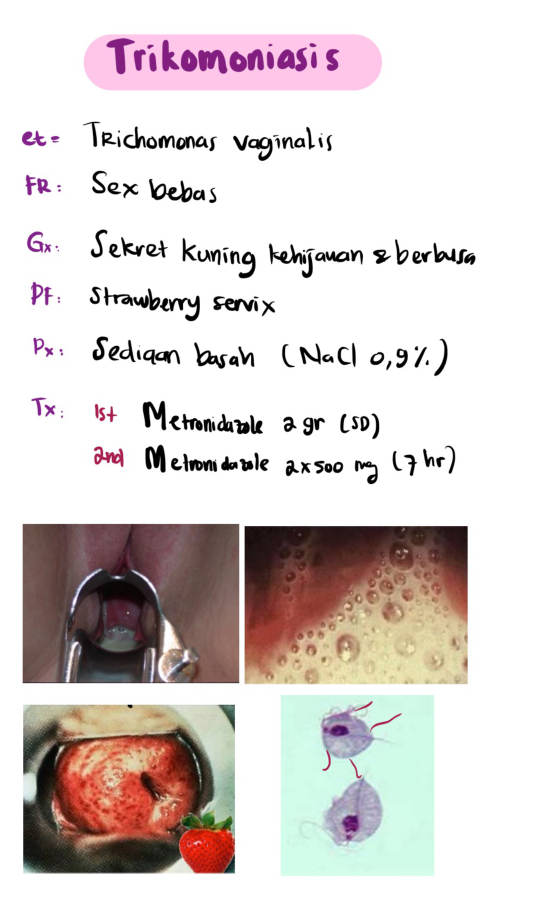 Trikomoniasis
et = Trichomonas vaginalis
FR : Sex bebas
Gx : Sekret kuning kehijauan & berbusa
PF : Strawberry servix
Px : Sediaan basah (NaCl 0,9%)
Tx : 1st Metronidazole 2 gr (SD)
2nd Metronidazole 2x500 mg (7 hr)